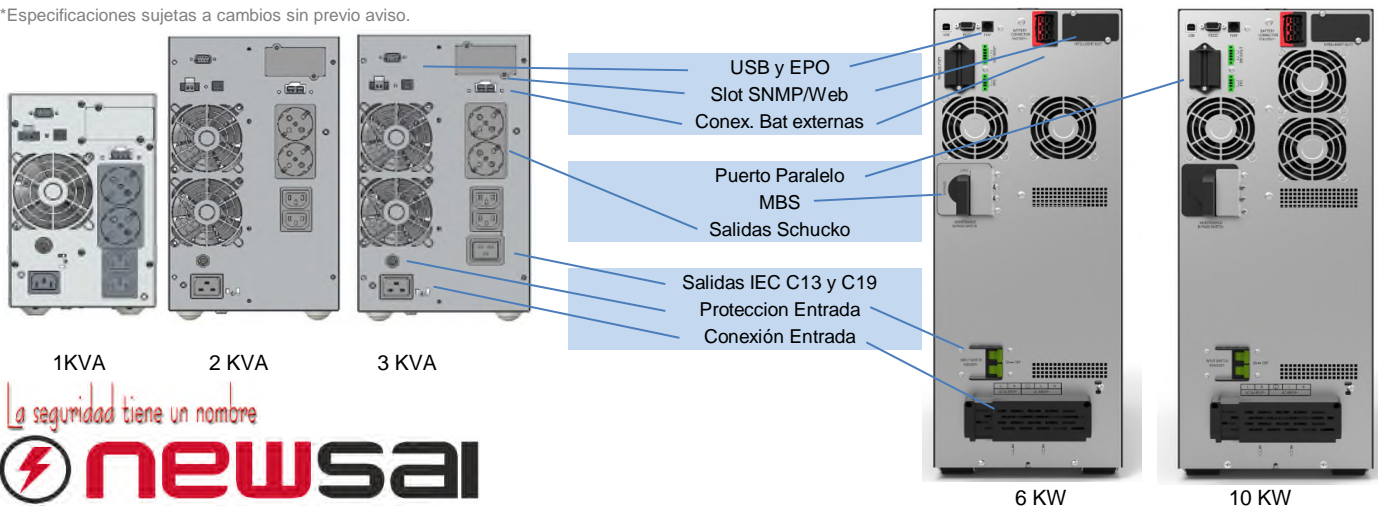 *Especificaciones sujetas a cambios sin previo aviso.
USB y EPO
Slot SNMP/Web
Conex. Bat externas
Puerto Paralelo
MBS
Salidas Schucko
Salidas IEC C13 y C19
Proteccion Entrada
Conexión Entrada
1KVA
2 KVA
3 KVA
6 KW
10 KW
La seguridad tiene un nombre
newsai